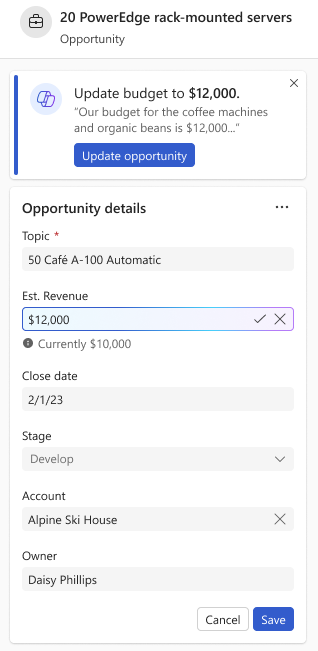 20 PowerEdge rack-mounted servers
Opportunity
Update budget to $12,000.
“Our budget for the coffee machines
and organic beans is $12,000...”
Update opportunity
Opportunity details
Topic *
50 Café A-100 Automatic
Est. Revenue
$12,000
Currently $10,000
Close date
2/1/23
Stage
Develop
Account
Alpine Ski House
Owner
Daisy Phillips
Cancel
Save